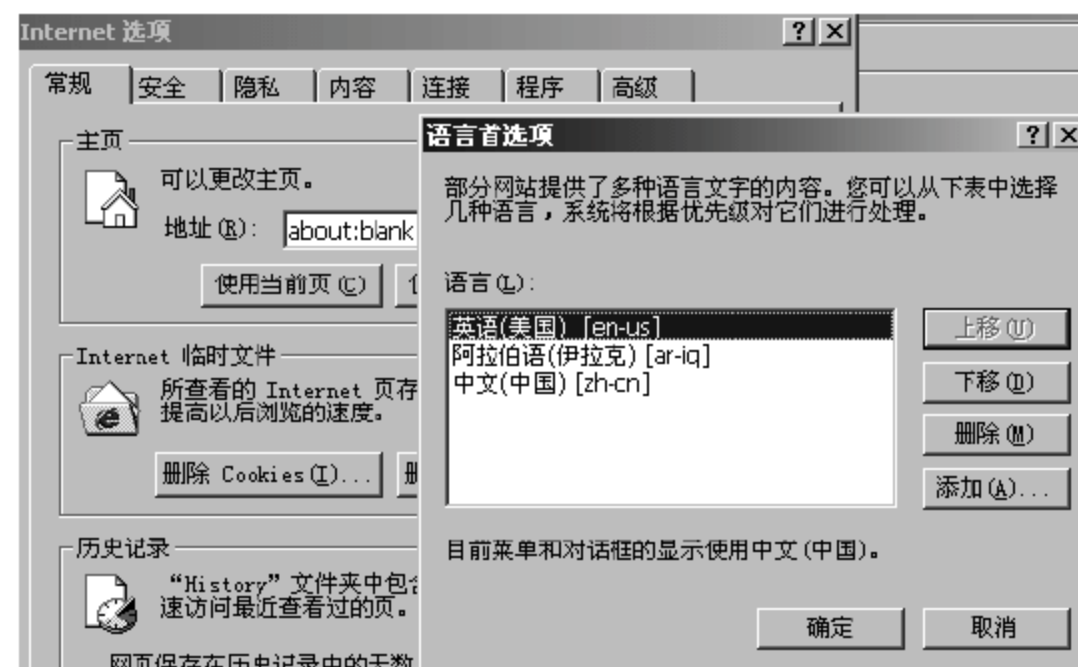 Internet 选项
常规 安全 隐私 内容 连接 程序 高级
主页
可以更改主页。
地址(R): about:blank
使用当前页(C)
Internet 临时文件
所查看的 Internet 页存
提高以后浏览的速度。
删除 Cookies(I)...
历史记录
“History”文件夹中包含
速访问最近查看过的页。
网页保存在历史记录中的天数
语言首选项
部分网站提供了多种语言文字的内容。您可以从下表中选择
几种语言，系统将根据优先级对它们进行处理。
语言(L):
英语(美国) [en-us]
阿拉伯语(伊拉克) [ar-iq]
中文(中国) [zh-cn]
上移(U)
下移(D)
删除(M)
添加(A)...
目前菜单和对话框的显示使用中文(中国)。
确定 取消